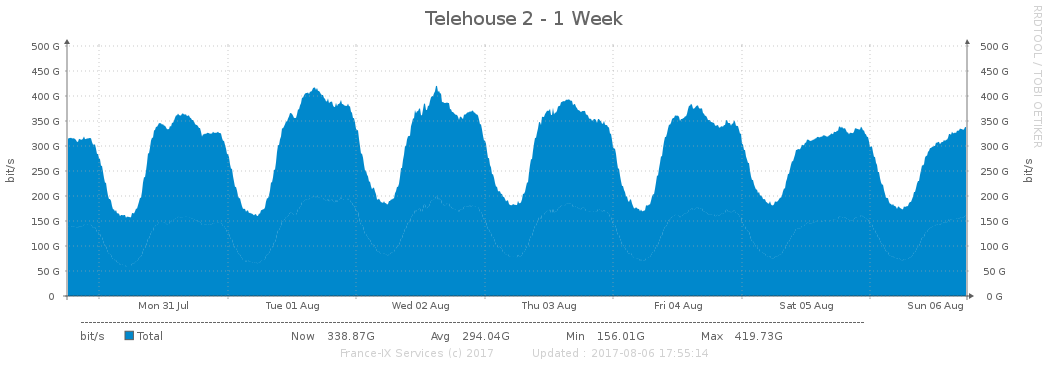 Telehouse 2 - 1 Week
RRDTOOL / TOBI OETIKER
500 G 500 G
450 G 450 G
400 G 400 G
350 G 350 G
300 G 300 G
250 G 250 G
200 G 200 G
150 G 150 G
100 G 100 G
50 G 50 G
0 0 G
bit/s bit/s
Mon 31 Jul Tue 01 Aug Wed 02 Aug Thu 03 Aug Fri 04 Aug Sat 05 Aug Sun 06 Aug
bit/s Total Now 338.87G Avg 294.04G Min 156.01G Max 419.73G
France-IX Services (c) 2017 Updated : 2017-08-06 17:55:14